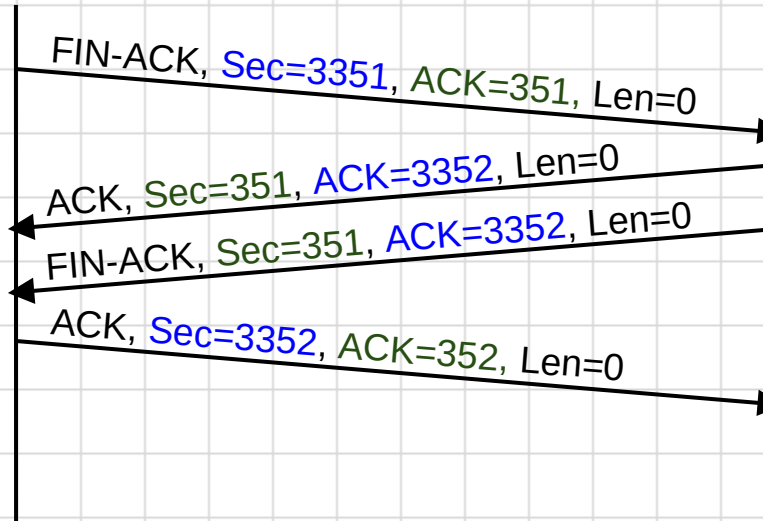 FIN-ACK, Sec=3351, ACK=351, Len=0
ACK, Sec=351, ACK=3352, Len=0
FIN-ACK, Sec=351, ACK=3352, Len=0
ACK, Sec=3352, ACK=352, Len=0